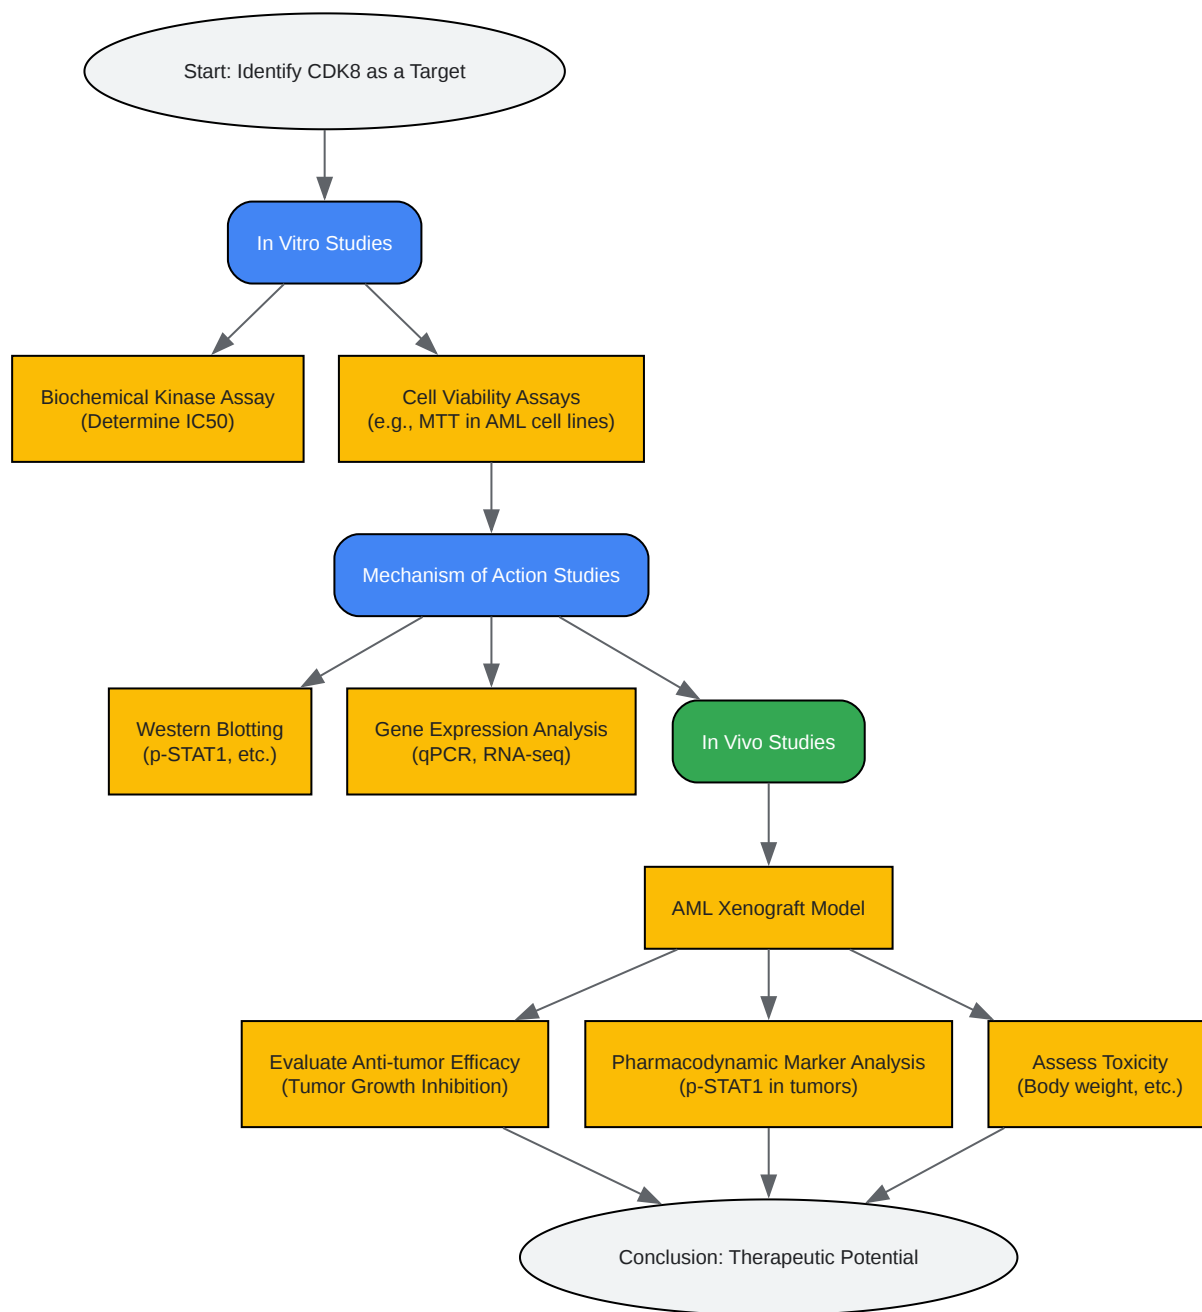 Start: Identify CDK8 as a Target
In Vitro Studies
Biochemical Kinase Assay
(Determine IC50)
Cell Viability Assays
(e.g., MTT in AML cell lines)
Mechanism of Action Studies
Western Blotting
(p-STAT1, etc.)
Gene Expression Analysis
(qPCR, RNA-seq)
In Vivo Studies
AML Xenograft Model
Evaluate Anti-tumor Efficacy
(Tumor Growth Inhibition)
Pharmacodynamic Marker Analysis
(p-STAT1 in tumors)
Assess Toxicity
(Body weight, etc.)
Conclusion: Therapeutic Potential